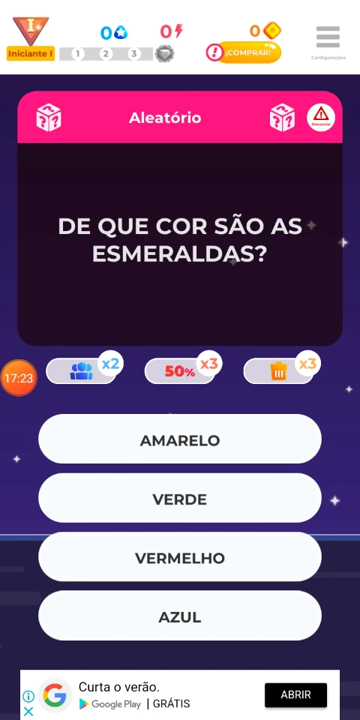 0 0 0
Iniciante I 1 2 3 ¡COMPRAR!
Configurações
Aleatório
DE QUE COR SÃO AS
ESMERALDAS?
x2 50% x3 x3
17:23
AMARELO
VERDE
VERMELHO
AZUL
Curta o verão.
Google Play | GRÁTIS
ABRIR